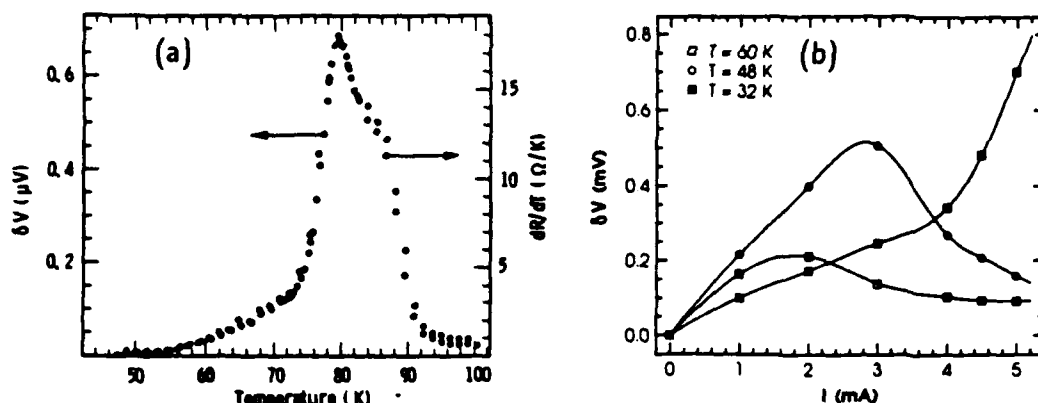 (a)
0.6
0.4
0.2
δV (μV)
15
10
5
dR/dT (Ω/K)
50 60 70 80 90 100
Temperature (K)
(b)
0.8
0.6
0.4
0.2
0.0
δV (mV)
T = 60 K
T = 48 K
T = 32 K
0 1 2 3 4 5
I (mA)